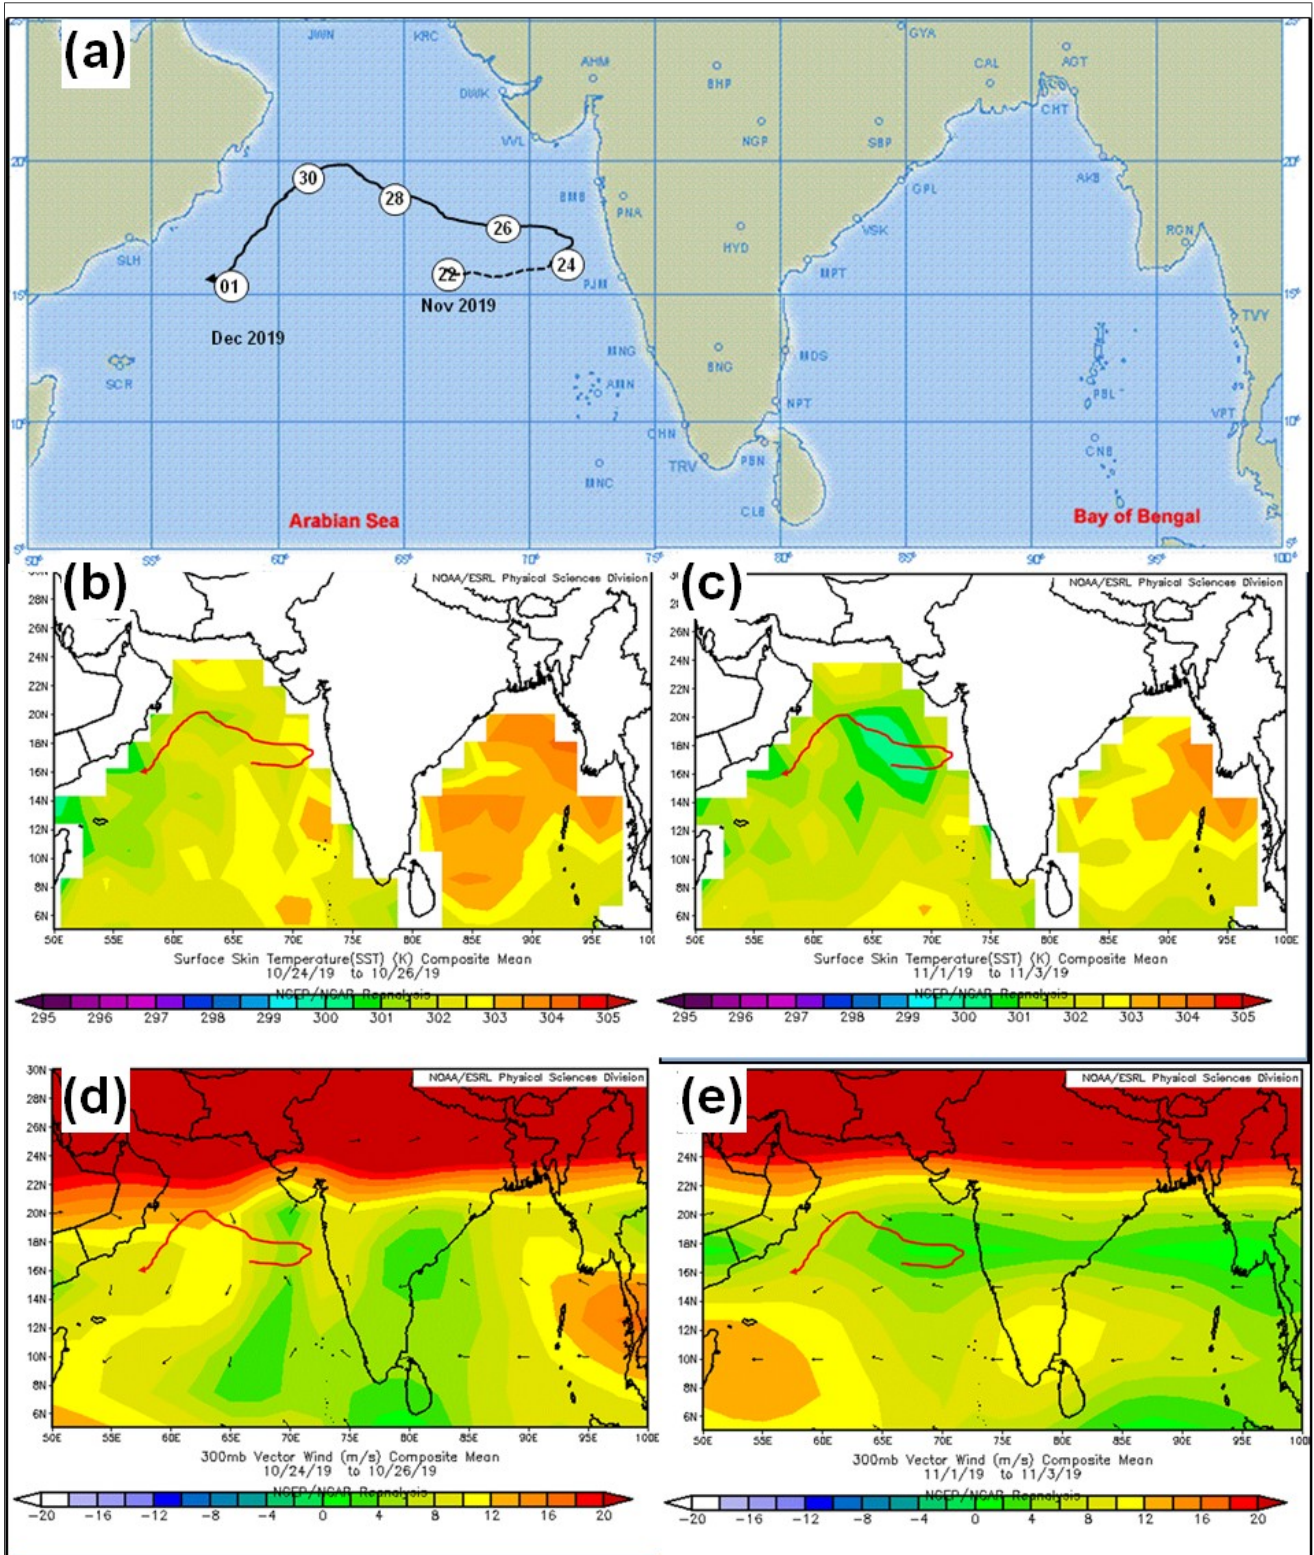 (a)
25°
25°
JWN
KRC
GYA
AHM
BHP
CAL
AGT
DWK
CHT
VVL
NGP
SBP
20°
20°
30
28
BMB
PNA
GPL
AKB
26
HYD
VSK
RGN
SLH
22
24
PJM
MPT
01
15°
15°
Nov 2019
TVY
Dec 2019
MNG
BNG
MDS
SCR
AMN
NPT
PBL
VPT
10°
10°
CHN
TRV
PBN
CNB
MNC
CLB
Arabian Sea
Bay of Bengal
5°
5°
50°
55°
60°
65°
70°
75°
80°
85°
90°
95°
100°
(b)
NOAA/ESRL Physical Sciences Division
28N
26N
24N
22N
20N
18N
16N
14N
12N
10N
8N
6N
50E 55E 60E 65E 70E 75E 80E 85E 90E 95E
Surface Skin Temperature(SST) (K) Composite Mean
10/24/19 to 10/26/19
NCEP/NCAR Reanalysis
295 296 297 298 299 300 301 302 303 304 305
(c)
NOAA/ESRL Physical Sciences Division
26N
24N
22N
20N
18N
16N
14N
12N
10N
8N
6N
50E 55E 60E 65E 70E 75E 80E 85E 90E 95E 100E
Surface Skin Temperature(SST) (K) Composite Mean
11/1/19 to 11/3/19
NCEP/NCAR Reanalysis
295 296 297 298 299 300 301 302 303 304 305
(d)
NOAA/ESRL Physical Sciences Division
30N
28N
26N
24N
22N
20N
18N
16N
14N
12N
10N
8N
6N
50E 55E 60E 65E 70E 75E 80E 85E 90E 95E 100E
300mb Vector Wind (m/s) Composite Mean
10/24/19 to 10/26/19
NCEP/NCAR Reanalysis
-20 -16 -12 -8 -4 0 4 8 12 16 20
(e)
NOAA/ESRL Physical Sciences Division
30N
28N
24N
22N
20N
18N
16N
14N
12N
10N
8N
6N
50E 55E 60E 65E 70E 75E 80E 85E 90E 95E 100E
300mb Vector Wind (m/s) Composite Mean
11/1/19 to 11/3/19
NCEP/NCAR Reanalysis
-20 -16 -12 -8 -4 0 4 8 12 16 20